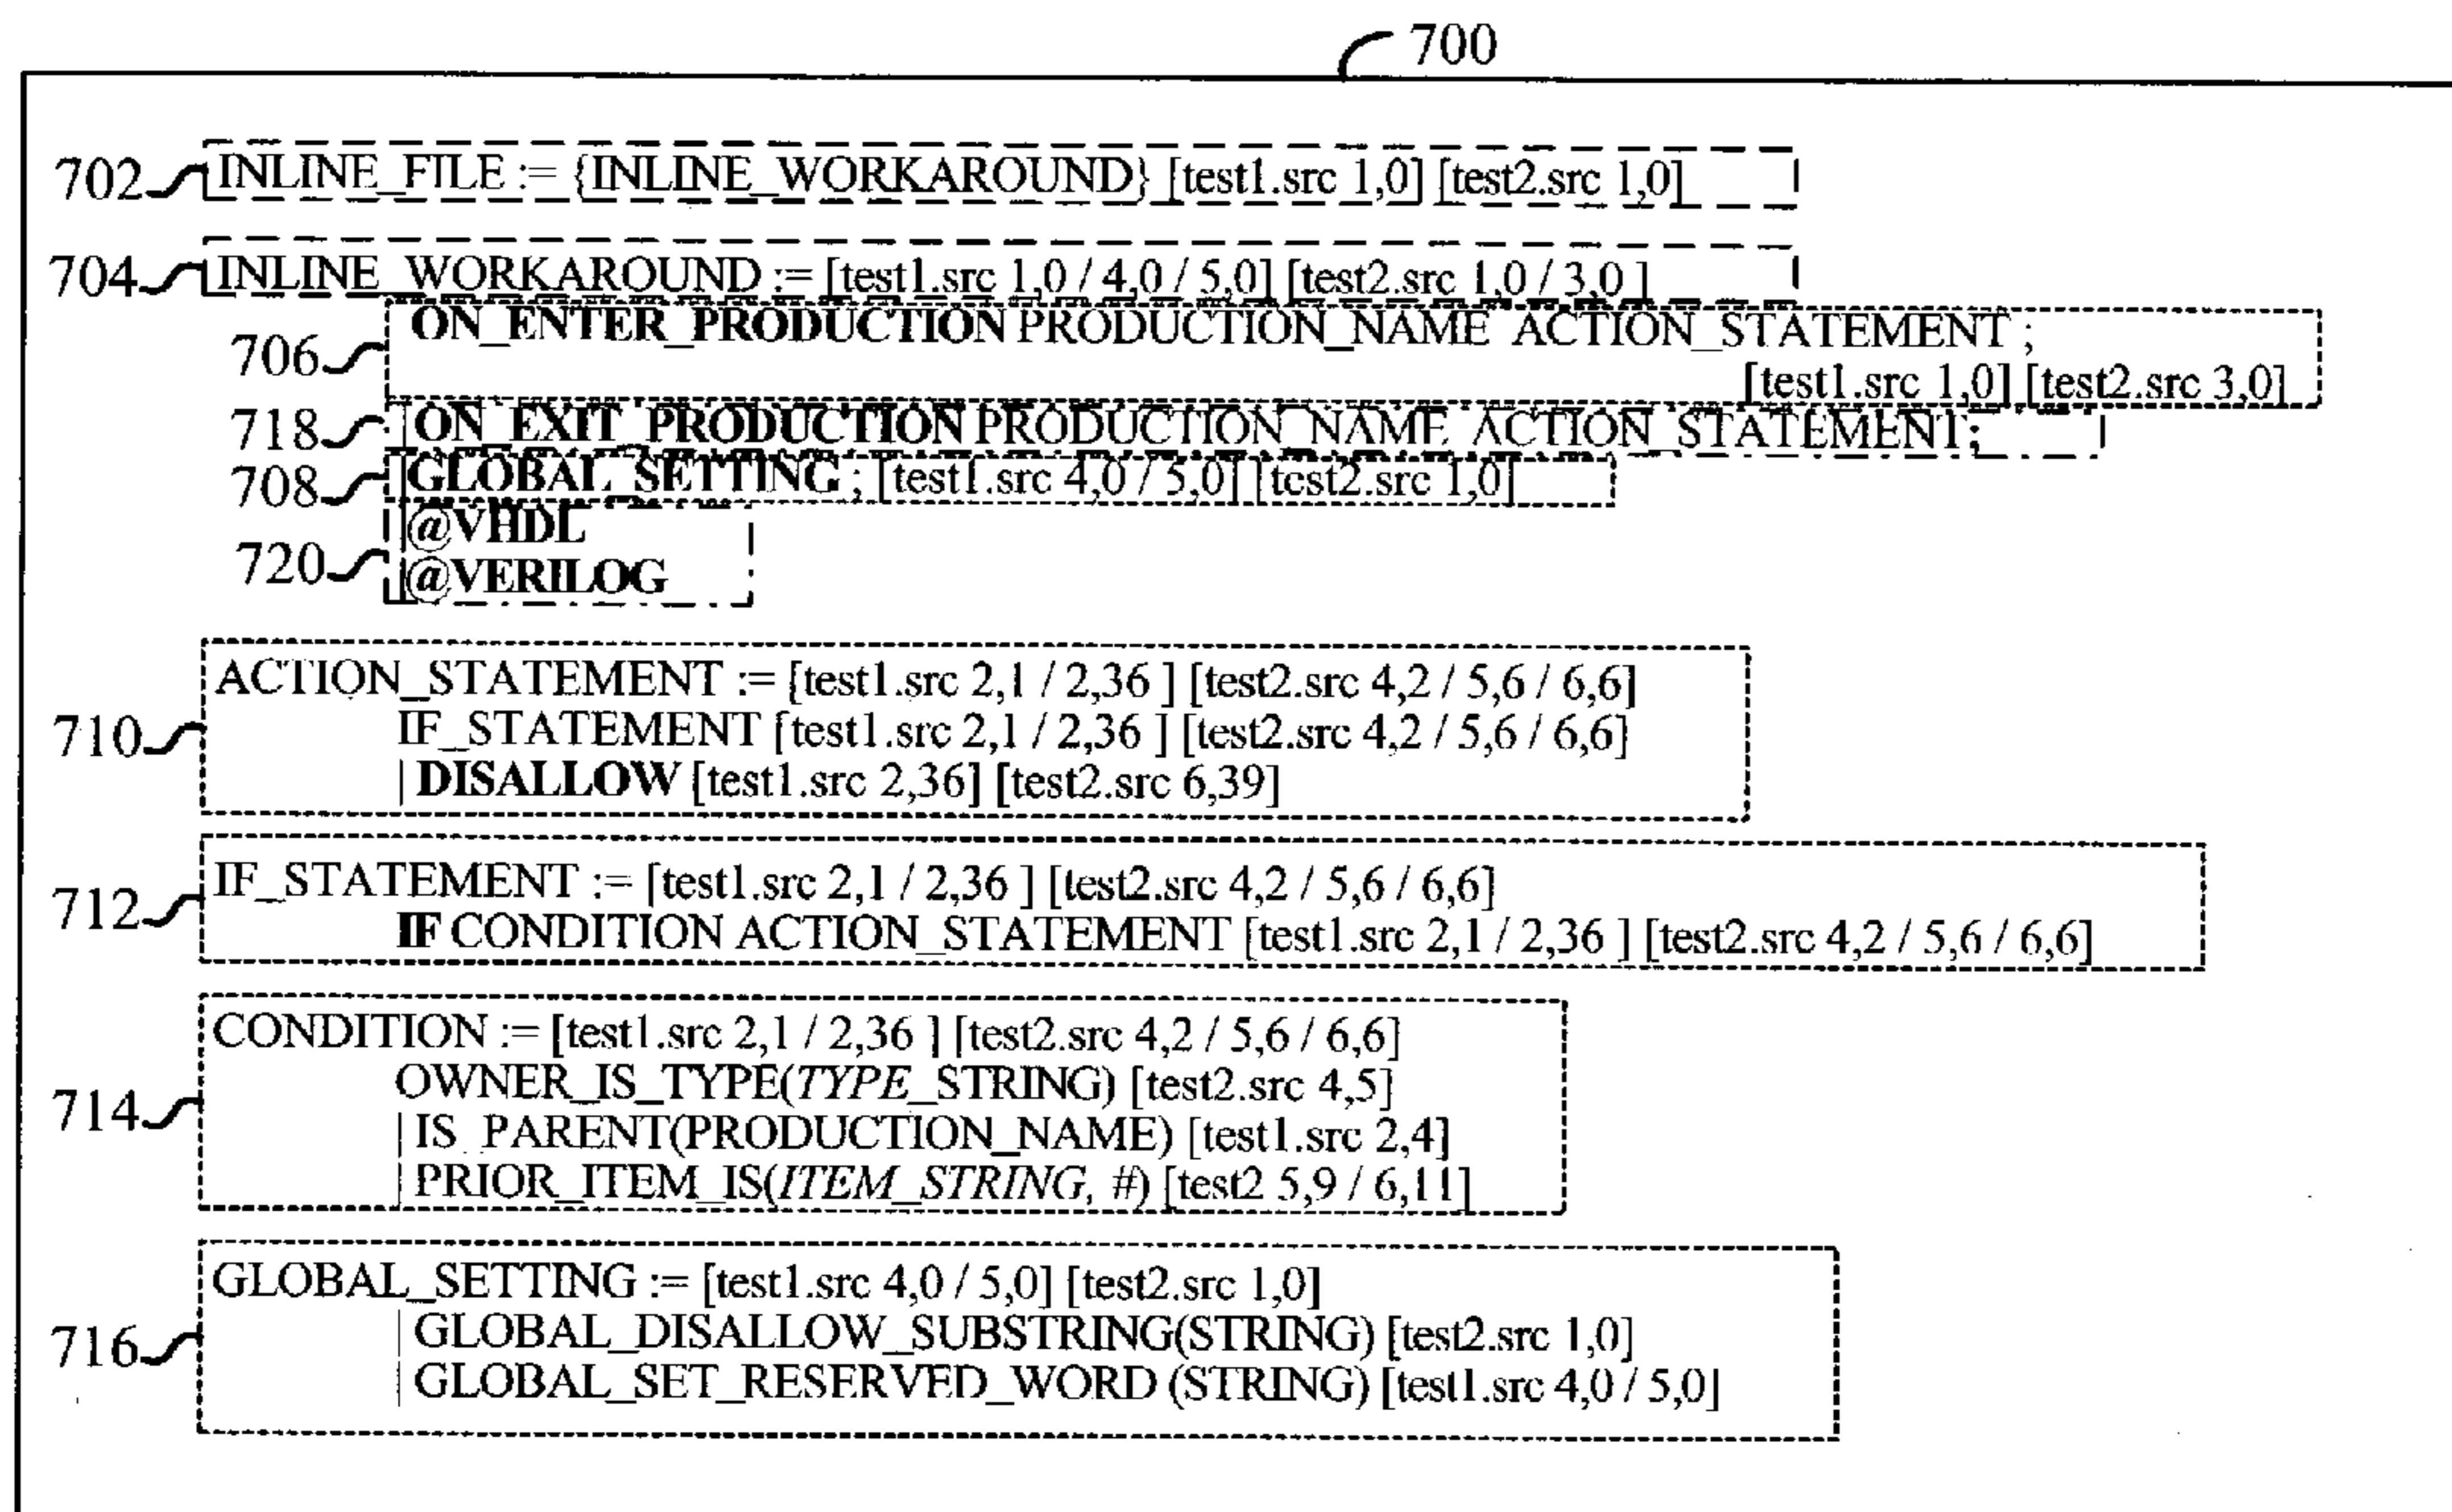 700
702 INLINE_FILE := {INLINE_WORKAROUND} [test1.src 1,0] [test2.src 1,0]
704 INLINE_WORKAROUND := [test1.src 1,0 / 4,0 / 5,0] [test2.src 1,0 / 3,0 ]
706 ON_ENTER_PRODUCTION PRODUCTION_NAME ACTION_STATEMENT ;
[test1.src 1,0] [test2.src 3,0]
718 | ON_EXIT_PRODUCTION PRODUCTION_NAME ACTION_STATEMENT;
708 | GLOBAL_SETTING ; [test1.src 4,0 / 5,0] [test2.src 1,0]
|@VHDL
720 |@VERILOG
ACTION_STATEMENT := [test1.src 2,1 / 2,36 ] [test2.src 4,2 / 5,6 / 6,6]
710 IF_STATEMENT [test1.src 2,1 / 2,36 ] [test2.src 4,2 / 5,6 / 6,6]
| DISALLOW [test1.src 2,36] [test2.src 6,39]
712 IF_STATEMENT := [test1.src 2,1 / 2,36 ] [test2.src 4,2 / 5,6 / 6,6]
IF CONDITION ACTION_STATEMENT [test1.src 2,1 / 2,36 ] [test2.src 4,2 / 5,6 / 6,6]
CONDITION := [test1.src 2,1 / 2,36 ] [test2.src 4,2 / 5,6 / 6,6]
OWNER_IS_TYPE(TYPE_STRING) [test2.src 4,5]
714 | IS_PARENT(PRODUCTION_NAME) [test1.src 2,4]
| PRIOR_ITEM_IS(ITEM_STRING, #) [test2 5,9 / 6,11]
GLOBAL_SETTING := [test1.src 4,0 / 5,0] [test2.src 1,0]
716 | GLOBAL_DISALLOW_SUBSTRING(STRING) [test2.src 1,0]
| GLOBAL_SET_RESERVED_WORD (STRING) [test1.src 4,0 / 5,0]